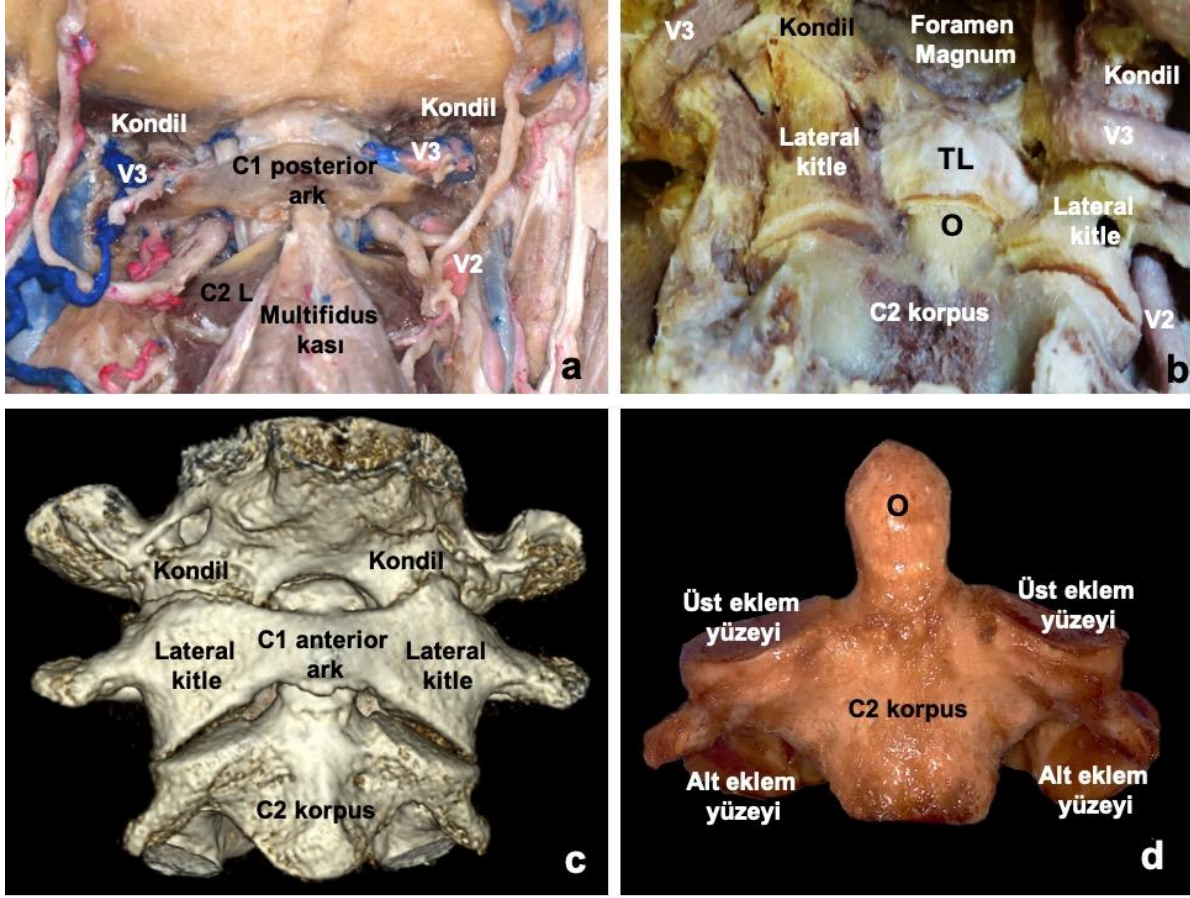 Kondil
Kondil
V3
V3
C1 posterior
ark
V2
C2 L
Multifidus
kası
a
V3
Kondil
Foramen
Magnum
Kondil
V3
Lateral
kitle
TL
Lateral
kitle
O
C2 korpus
V2
b
Kondil
Kondil
Lateral
kitle
C1 anterior
ark
Lateral
kitle
C2 korpus
c
O
Üst eklem
yüzeyi
Üst eklem
yüzeyi
C2 korpus
Alt eklem
yüzeyi
Alt eklem
yüzeyi
d